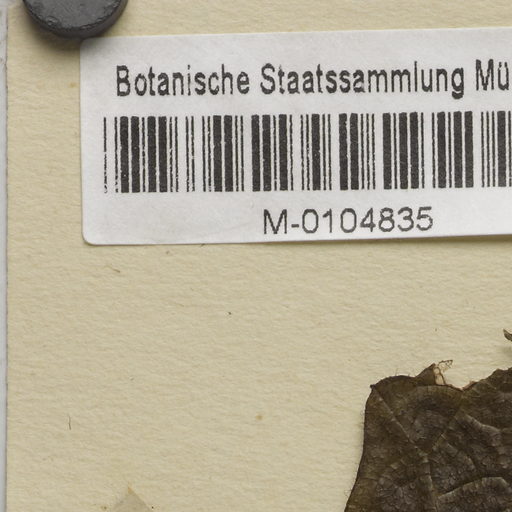 Botanische Staatssammlung Mü
M-0104835